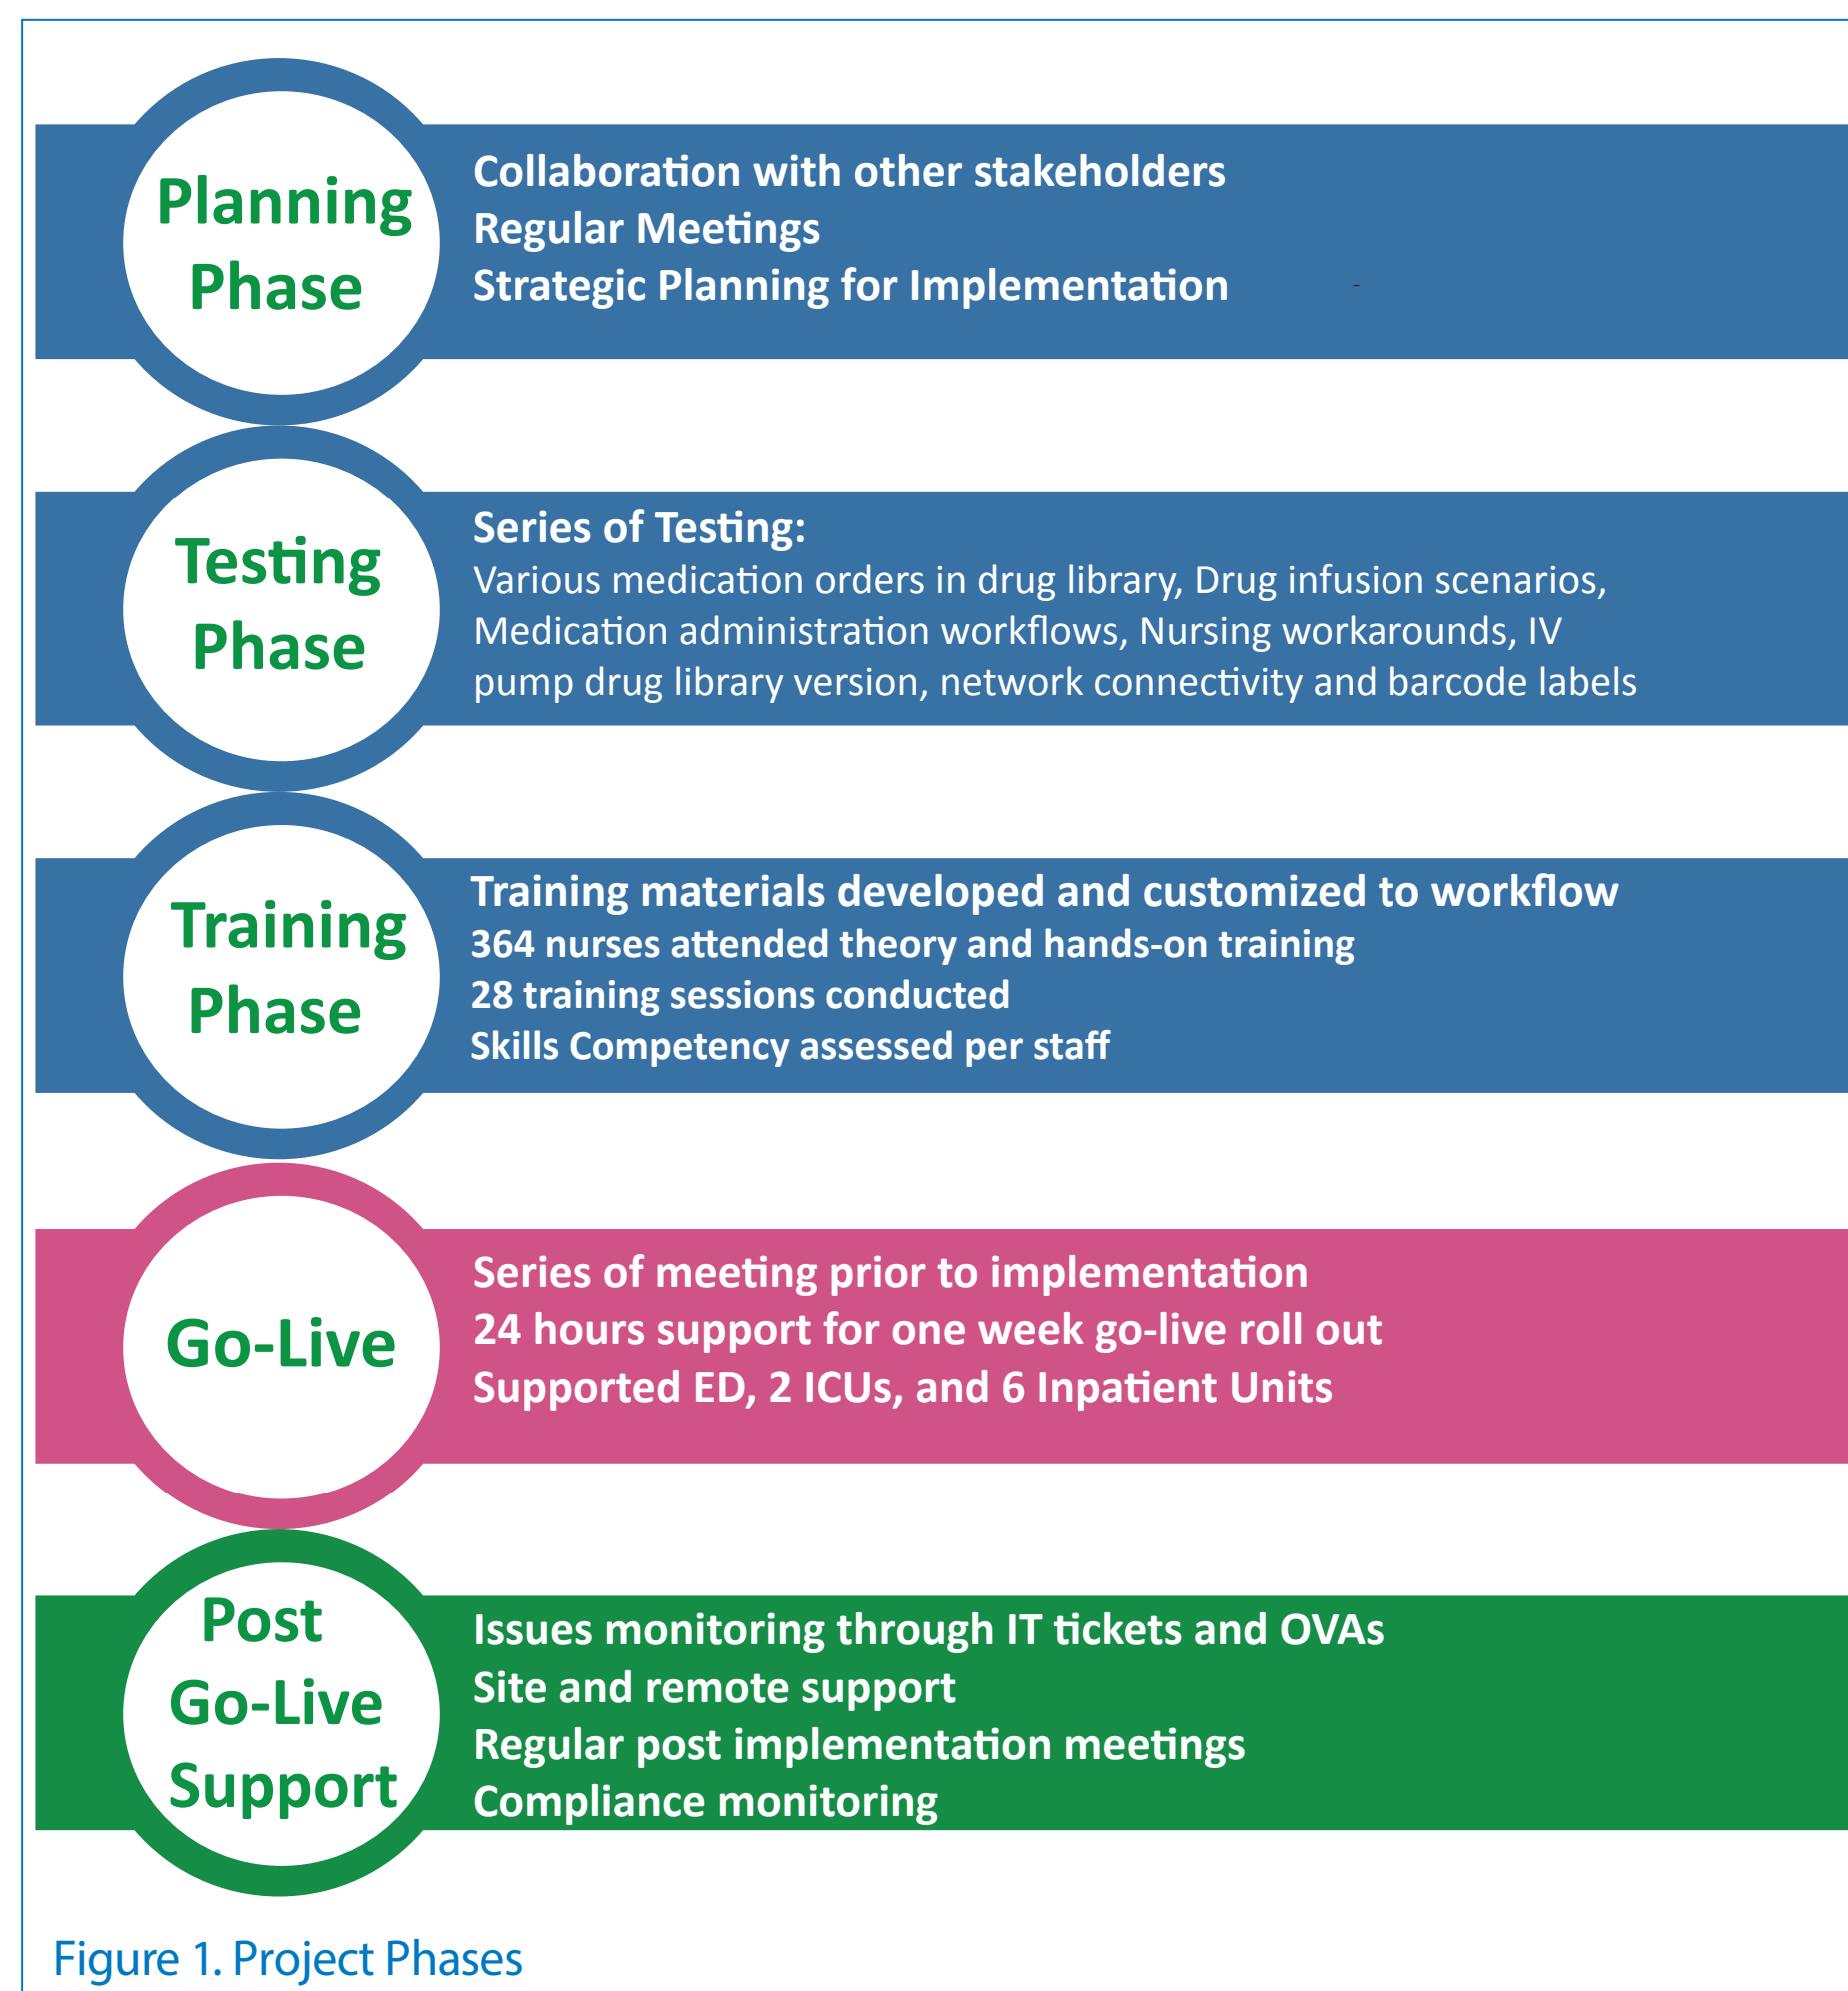 Planning
Phase
Collaboration with other stakeholders
Regular Meetings
Strategic Planning for Implementation
-
Testing
Phase
Series of Testing:
Various medication orders in drug library, Drug infusion scenarios,
Medication administration workflows, Nursing workarounds, IV
pump drug library version, network connectivity and barcode labels
Training
Phase
Training materials developed and customized to workflow
364 nurses attended theory and hands-on training
28 training sessions conducted
Skills Competency assessed per staff
Go-Live
Series of meeting prior to implementation
24 hours support for one week go-live roll out
Supported ED, 2 ICUs, and 6 Inpatient Units
Post
Go-Live
Support
Issues monitoring through IT tickets and OVAs
Site and remote support
Regular post implementation meetings
Compliance monitoring
Figure 1. Project Phases